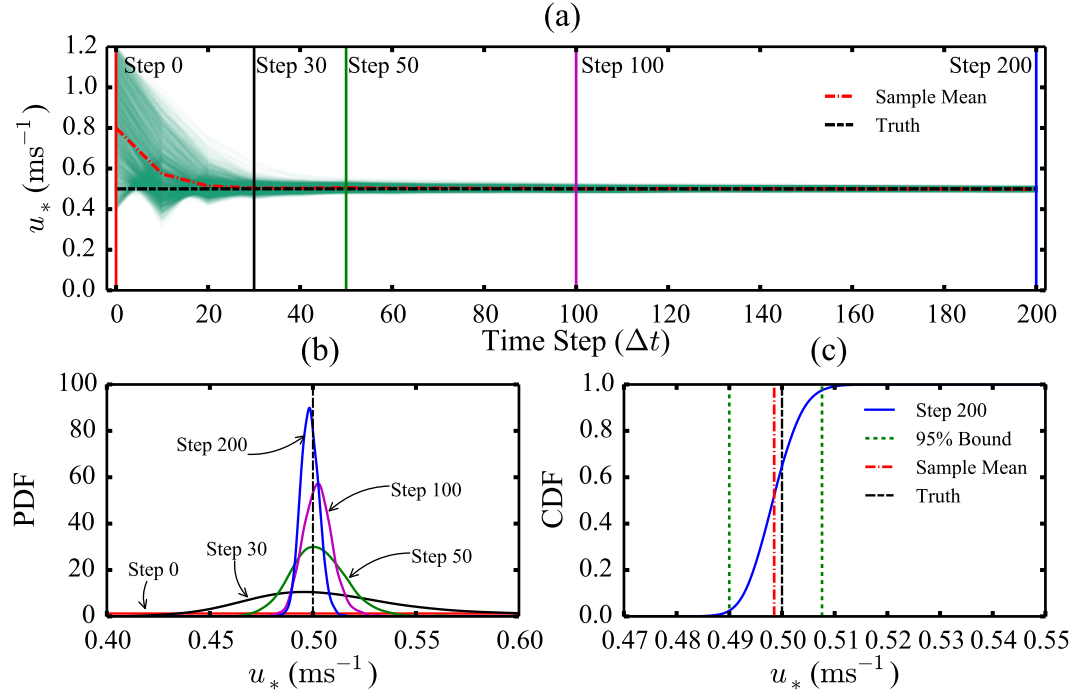 (a)
1.2
1.0
0.8
0.6
0.4
0.2
0.0
u* (ms⁻¹)
Step 0
Step 30
Step 50
Step 100
Step 200
Sample Mean
Truth
0
20
40
60
80
100
120
140
160
180
200
Time Step (Δt)
(b)
100
80
60
40
20
0
PDF
Step 200
Step 100
Step 30
Step 50
Step 0
0.40
0.45
0.50
0.55
0.60
u* (ms⁻¹)
(c)
1.0
0.8
0.6
0.4
0.2
0.0
CDF
Step 200
95% Bound
Sample Mean
Truth
0.47
0.48
0.49
0.50
0.51
0.52
0.53
0.54
0.55
u* (ms⁻¹)